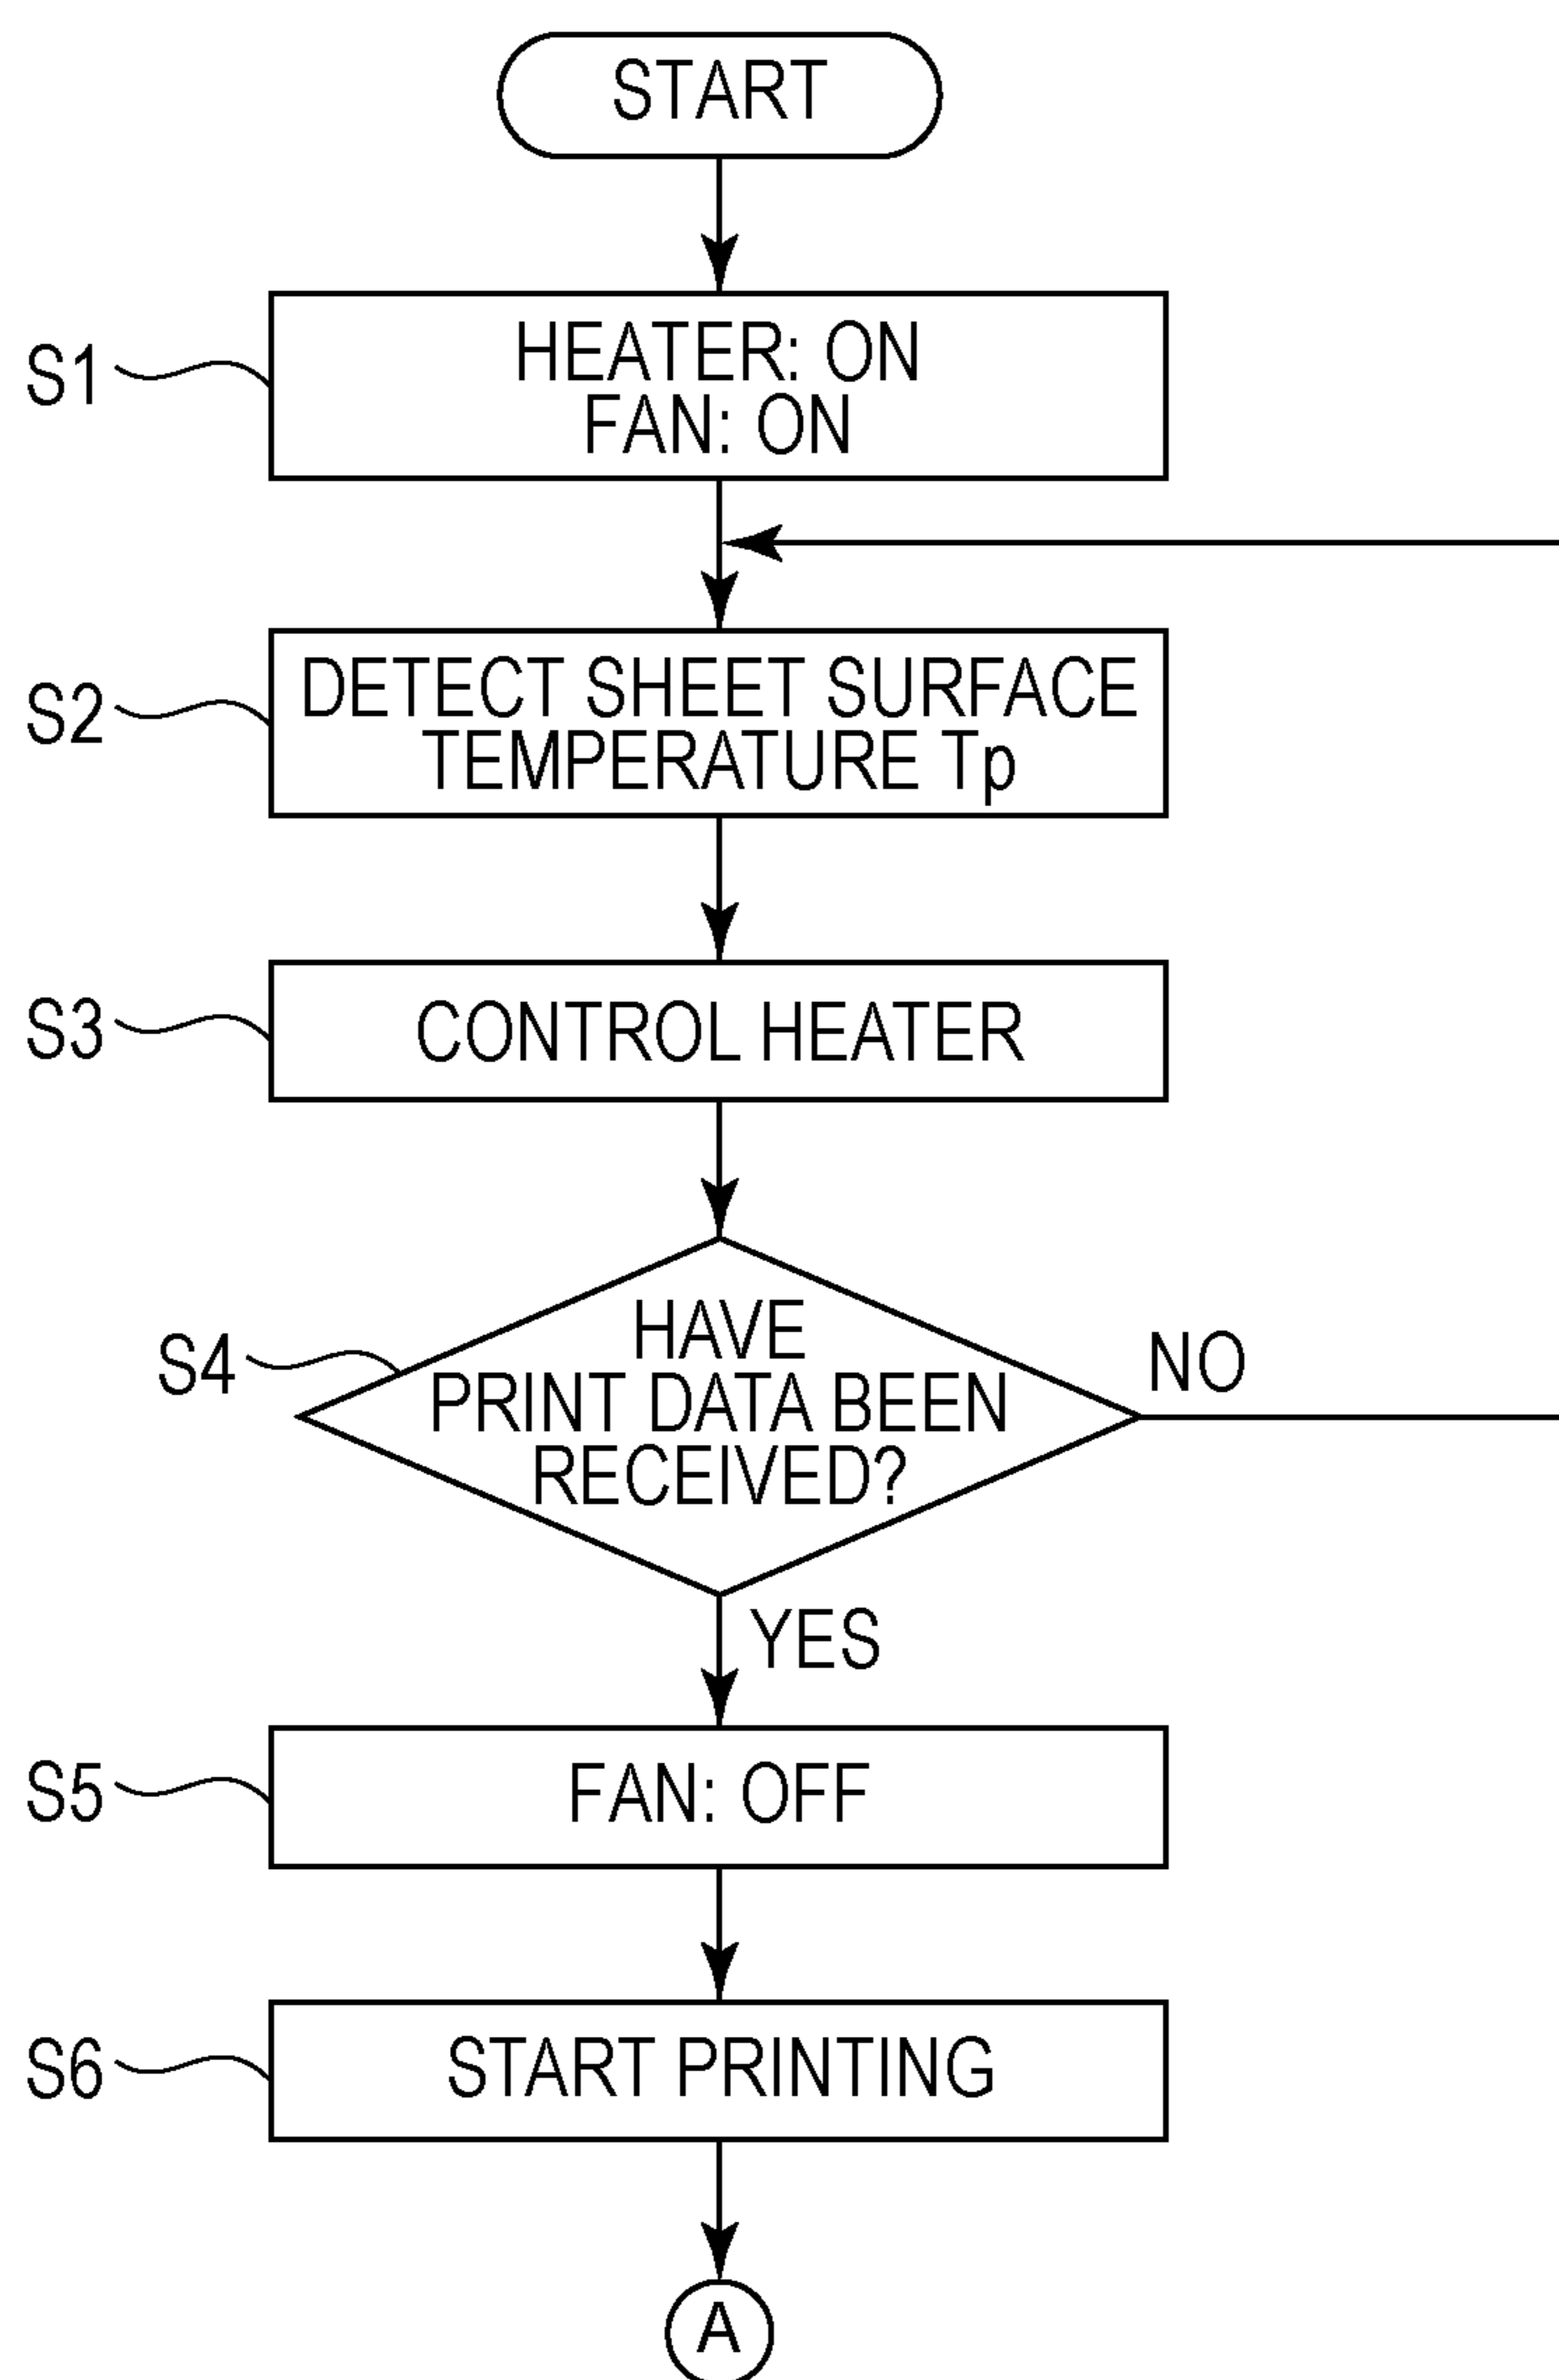 START
S1
HEATER: ON
FAN: ON
S2
DETECT SHEET SURFACE
TEMPERATURE Tp
S3
CONTROL HEATER
S4
HAVE
PRINT DATA BEEN
RECEIVED?
NO
YES
S5
FAN: OFF
S6
START PRINTING
A